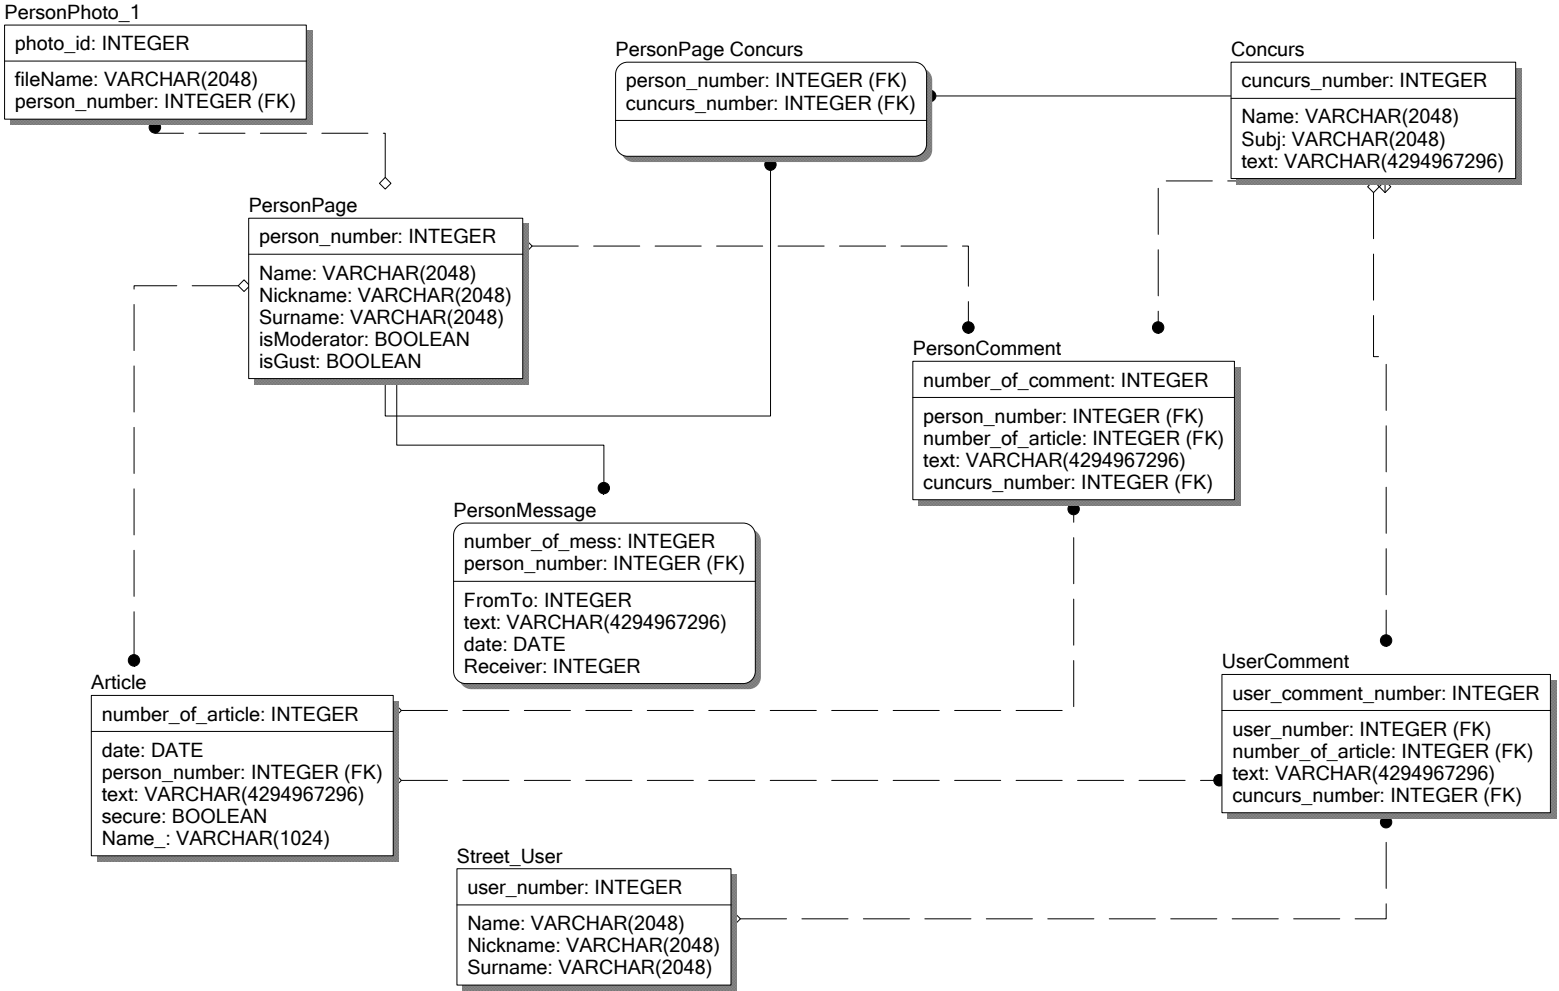 PersonPhoto_1
photo_id: INTEGER
fileName: VARCHAR(2048)
person_number: INTEGER (FK)
PersonPage Concurs
person_number: INTEGER (FK)
cuncurs_number: INTEGER (FK)
Concurs
cuncurs_number: INTEGER
Name: VARCHAR(2048)
Subj: VARCHAR(2048)
text: VARCHAR(4294967296)
PersonPage
person_number: INTEGER
Name: VARCHAR(2048)
Nickname: VARCHAR(2048)
Surname: VARCHAR(2048)
isModerator: BOOLEAN
isGust: BOOLEAN
PersonComment
number_of_comment: INTEGER
person_number: INTEGER (FK)
number_of_article: INTEGER (FK)
text: VARCHAR(4294967296)
cuncurs_number: INTEGER (FK)
PersonMessage
number_of_mess: INTEGER
person_number: INTEGER (FK)
FromTo: INTEGER
text: VARCHAR(4294967296)
date: DATE
Receiver: INTEGER
Article
number_of_article: INTEGER
date: DATE
person_number: INTEGER (FK)
text: VARCHAR(4294967296)
secure: BOOLEAN
Name_: VARCHAR(1024)
UserComment
user_comment_number: INTEGER
user_number: INTEGER (FK)
number_of_article: INTEGER (FK)
text: VARCHAR(4294967296)
cuncurs_number: INTEGER (FK)
Street_User
user_number: INTEGER
Name: VARCHAR(2048)
Nickname: VARCHAR(2048)
Surname: VARCHAR(2048)